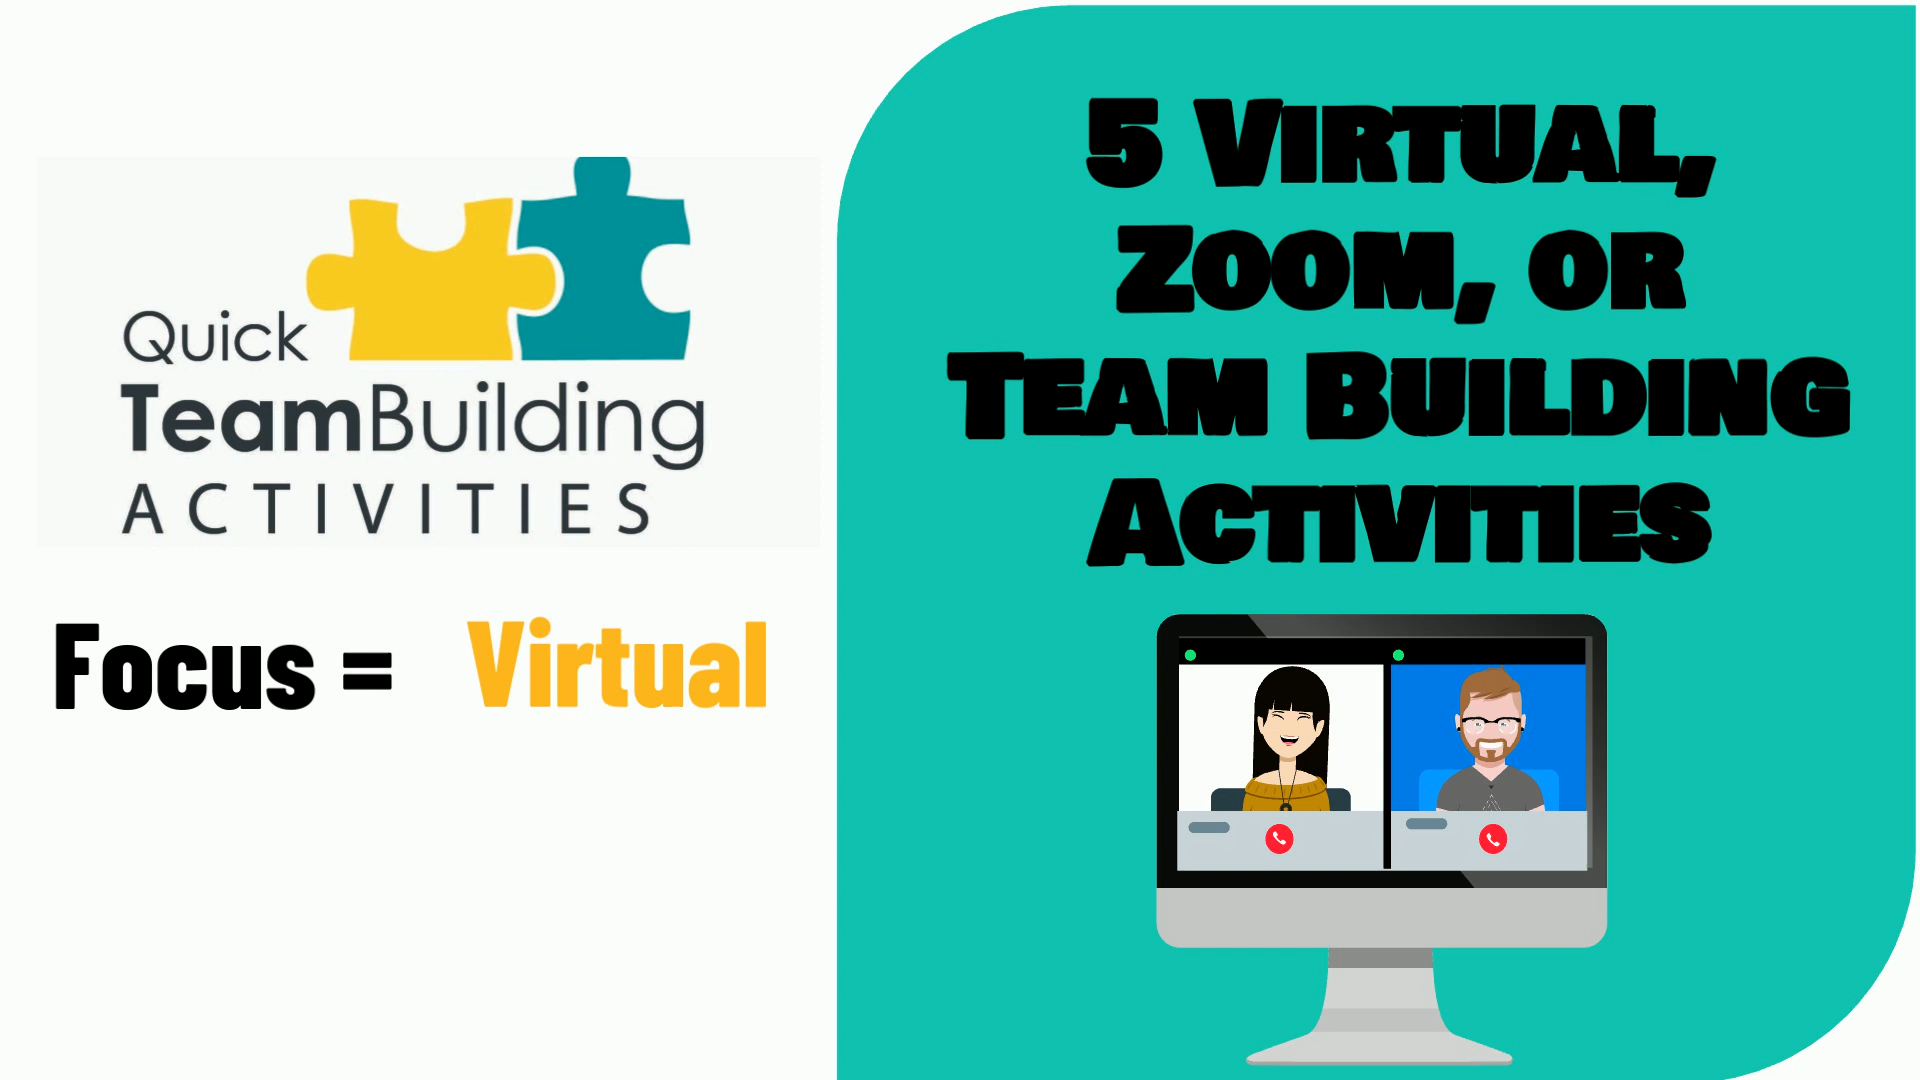 Quick
TeamBuilding
ACTIVITIES
Focus = Virtual
5 Virtual,
Zoom, or
Team Building
Activities